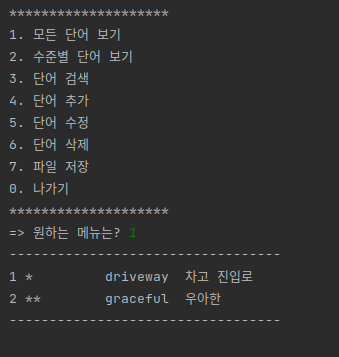 ********************
1. 모든 단어 보기
2. 수준별 단어 보기
3. 단어 검색
4. 단어 추가
5. 단어 수정
6. 단어 삭제
7. 파일 저장
0. 나가기
********************
=> 원하는 메뉴는? 1
----------------------------------
1 *         driveway  차고 진입로
2 **        graceful  우아한
----------------------------------